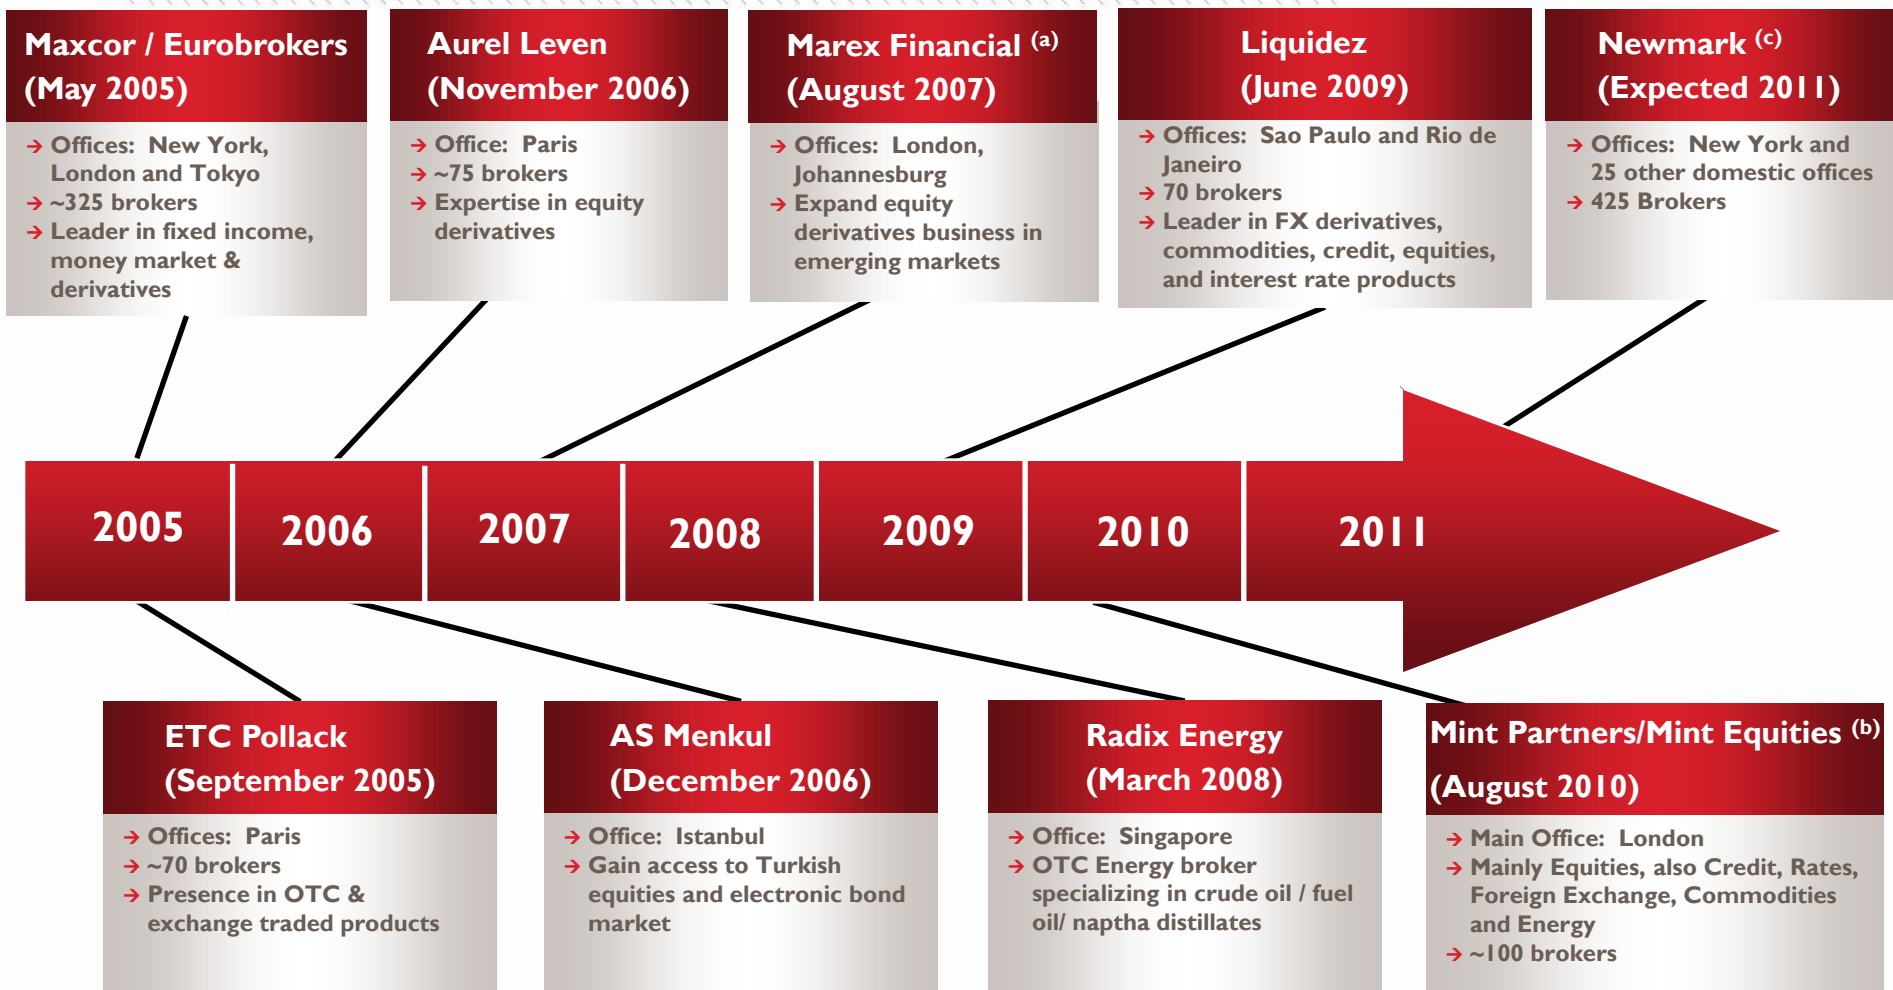 Maxcor / Eurobrokers
(May 2005)
→ Offices: New York,
London and Tokyo
→ ~325 brokers
→ Leader in fixed income,
money market &
derivatives
Aurel Leven
(November 2006)
→ Office: Paris
→ ~75 brokers
→ Expertise in equity
derivatives
Marex Financial (a)
(August 2007)
→ Offices: London,
Johannesburg
→ Expand equity
derivatives business in
emerging markets
Liquidez
(June 2009)
→ Offices: Sao Paulo and Rio de
Janeiro
→ 70 brokers
→ Leader in FX derivatives,
commodities, credit, equities,
and interest rate products
Newmark (c)
(Expected 2011)
→ Offices: New York and
25 other domestic offices
→ 425 Brokers
2005
2006
2007
2008
2009
2010
2011
ETC Pollack
(September 2005)
→ Offices: Paris
→ ~70 brokers
→ Presence in OTC &
exchange traded products
AS Menkul
(December 2006)
→ Office: Istanbul
→ Gain access to Turkish
equities and electronic bond
market
Radix Energy
(March 2008)
→ Office: Singapore
→ OTC Energy broker
specializing in crude oil / fuel
oil/ naptha distillates
Mint Partners/Mint Equities (b)
(August 2010)
→ Main Office: London
→ Mainly Equities, also Credit, Rates,
Foreign Exchange, Commodities
and Energy
→ ~100 brokers